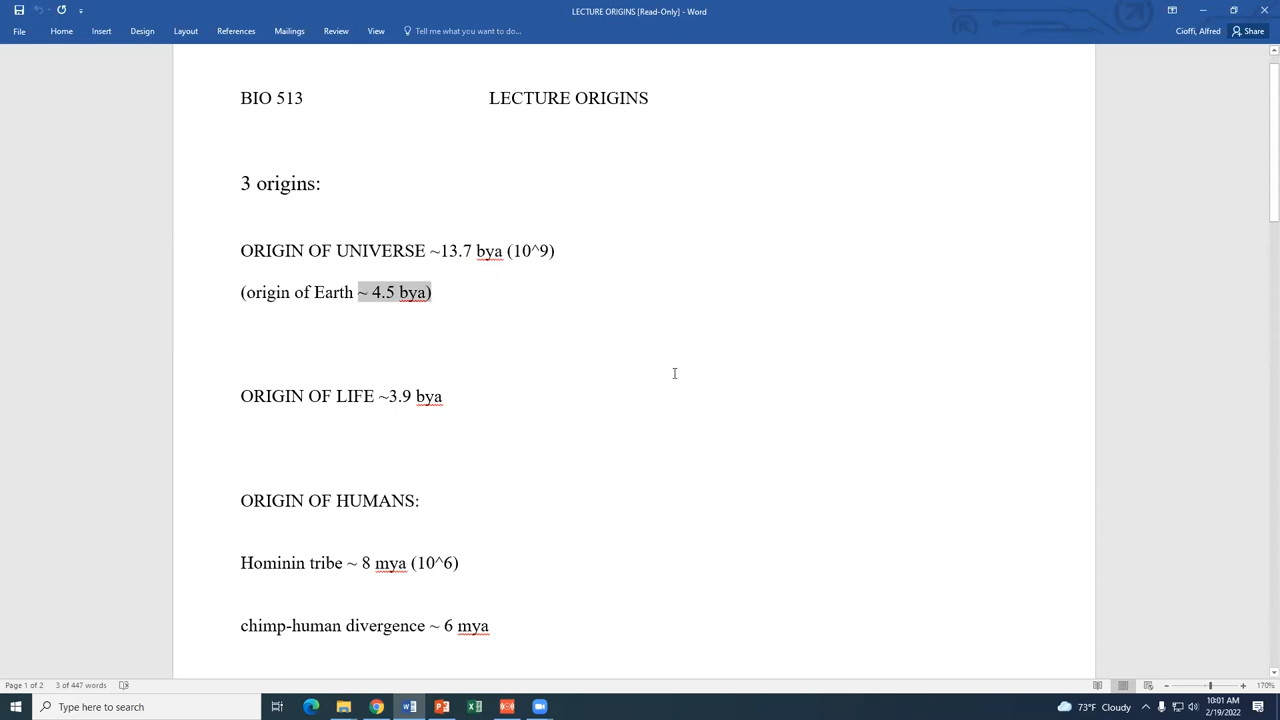 LECTURE ORIGINS [Read-Only] - Word
File Home Insert Design Layout References Mailings Review View Tell me what you want to do... Cioffi, Alfred Share
BIO 513 LECTURE ORIGINS
3 origins:
ORIGIN OF UNIVERSE ~13.7 bya (10^9)
(origin of Earth ~ 4.5 bya)
ORIGIN OF LIFE ~3.9 bya
ORIGIN OF HUMANS:
Hominin tribe ~ 8 mya (10^6)
chimp-human divergence ~ 6 mya
Page 1 of 2 3 of 447 words 170%
Type here to search 73°F Cloudy 10:01 AM
2/19/2022